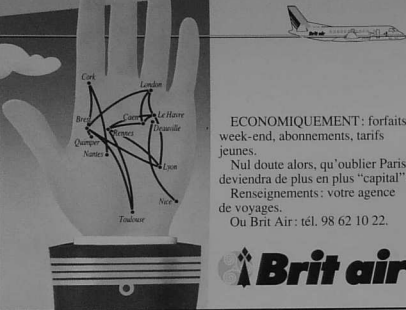 Cork
London
Brest
Caen
Le Havre
Rennes
Deauville
Quimper
Nantes
Lyon
Nice
Toulouse
ECONOMIQUEMENT : forfaits
week-end, abonnements, tarifs
jeunes.
Nul doute alors, qu'oublier Paris
deviendra de plus en plus “capital”
Renseignements : votre agence
de voyages.
Ou Brit Air : tél. 98 62 10 22.
Brit air